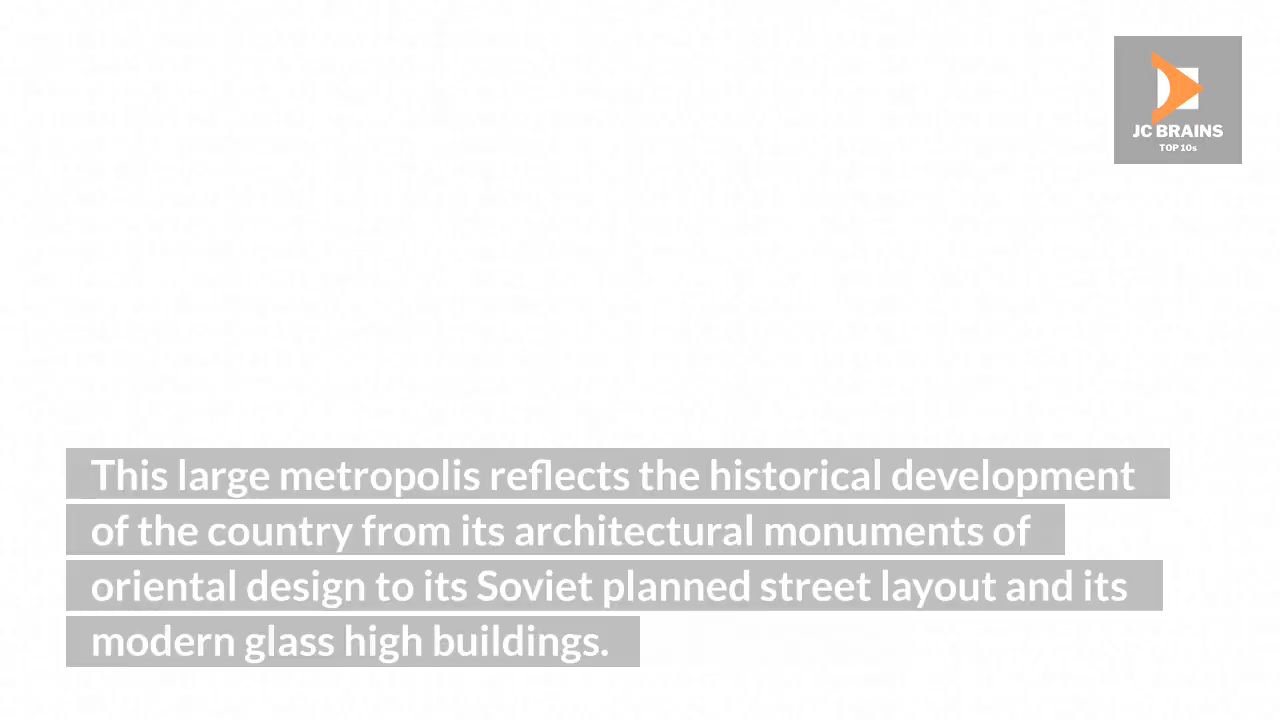 JC BRAINS
TOP 10s
This large metropolis reflects the historical development
of the country from its architectural monuments of
oriental design to its Soviet planned street layout and its
modern glass high buildings.